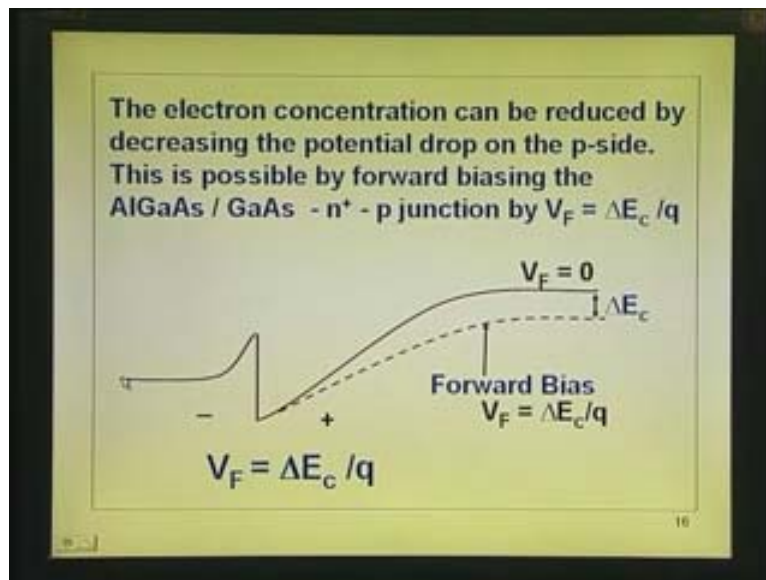 The electron concentration can be reduced by
decreasing the potential drop on the p-side.
This is possible by forward biasing the
AlGaAs / GaAs - n⁺ - p junction by V_F = ΔE_c /q
V_F = 0
ΔE_c
Forward Bias
V_F = ΔE_c/q
− +
V_F = ΔE_c /q
16